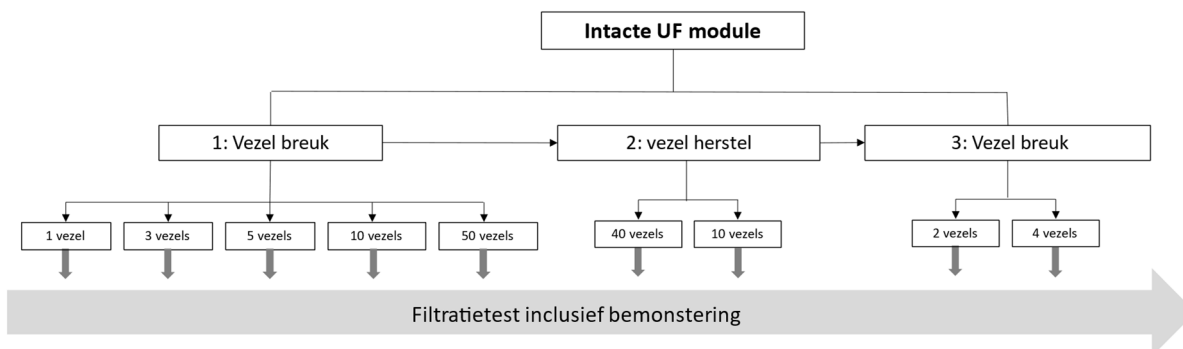 Intacte UF module
1: Vezel breuk
2: vezel herstel
3: Vezel breuk
1 vezel
3 vezels
5 vezels
10 vezels
50 vezels
40 vezels
10 vezels
2 vezels
4 vezels
Filtratietest inclusief bemonstering